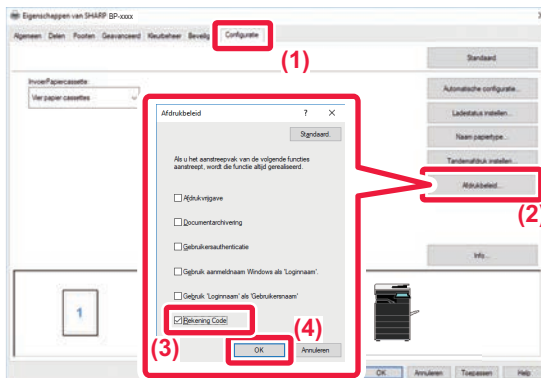 Eigenschappen van SHARP BP-xxxx
Algemeen Delen Poorten Geavanceerd Kleurbeheer Beveilig Configuratie
(1)
Standaard
InvoerPapiercassette:
Vier papier cassettes
Automatische configuratie...
Ladestatus instellen...
Naam papiertype...
Tandemafdruk instellen...
Afdrukbeleid...
(2)
Info...
Afdrukbeleid ? X
Standaard.
Als u het aanstreepvak van de volgende functies
aanstreept, wordt die functie altijd gerealiseerd.
Afdrukvrijgave
Documentarchivering
Gebruikersauthenticatie
Gebruik aanmeldnaam Windows als 'Loginnaam'.
Gebruik 'Loginnaam' als 'Gebruikersnaam'
Rekening Code
(3)
(4)
OK Annuleren
1
OK Annuleren Toepassen Help